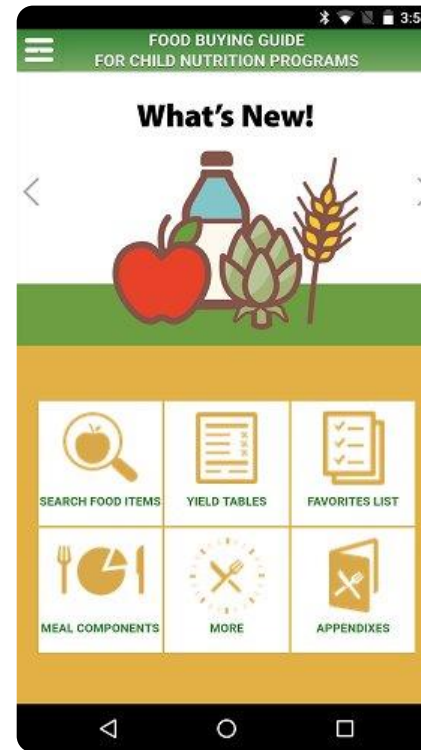 FOOD BUYING GUIDE
FOR CHILD NUTRITION PROGRAMS
What's New!
SEARCH FOOD ITEMS
YIELD TABLES
FAVORITES LIST
MEAL COMPONENTS
MORE
APPENDIXES